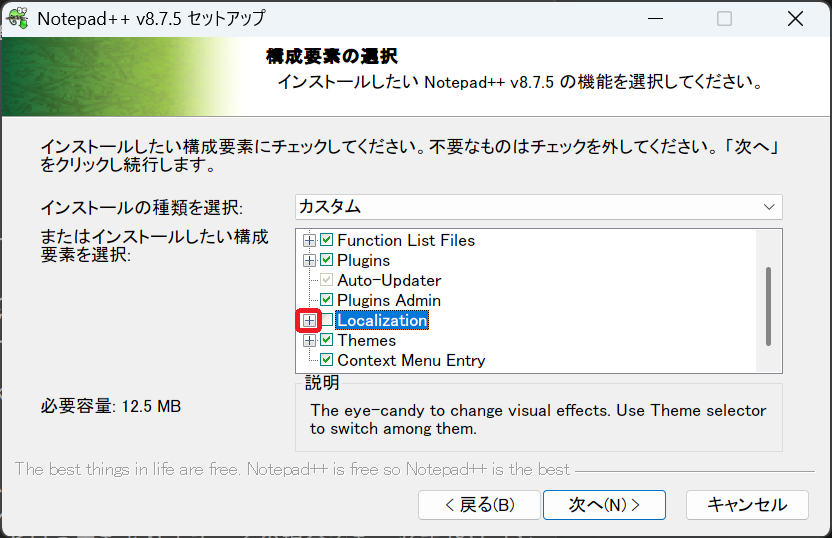 Notepad++ v8.7.5 セットアップ
構成要素の選択
インストールしたい Notepad++ v8.7.5 の機能を選択してください。
インストールしたい構成要素にチェックしてください。不要なものはチェックを外してください。 「次へ」
をクリックし続行します。
インストールの種類を選択:
カスタム
またはインストールしたい構成
要素を選択:
Function List Files
Plugins
Auto-Updater
Plugins Admin
Localization
Themes
Context Menu Entry
必要容量: 12.5 MB
説明
The eye-candy to change visual effects. Use Theme selector
to switch among them.
The best things in life are free. Notepad++ is free so Notepad++ is the best
< 戻る(B)
次へ(N) >
キャンセル